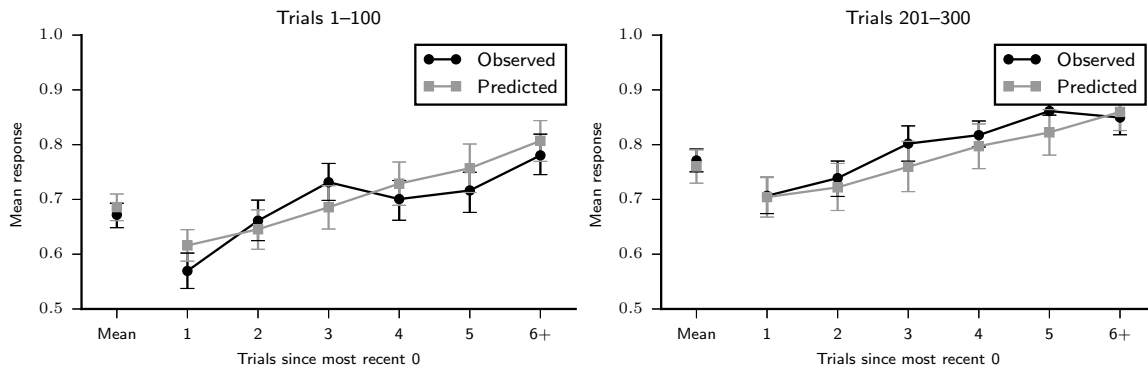 Trials 1–100
1.0
0.9
0.8
0.7
0.6
0.5
Mean response
Observed
Predicted
Mean 1 2 3 4 5 6+
Trials since most recent 0
Trials 201–300
1.0
0.9
0.8
0.7
0.6
0.5
Mean response
Observed
Predicted
Mean 1 2 3 4 5 6+
Trials since most recent 0